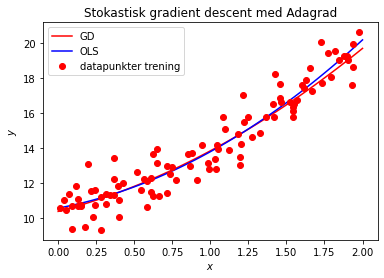 Stokastisk gradient descent med Adagrad
GD
OLS
datapunkter trening
20
18
16
14
12
10
y
0.00 0.25 0.50 0.75 1.00 1.25 1.50 1.75 2.00
x